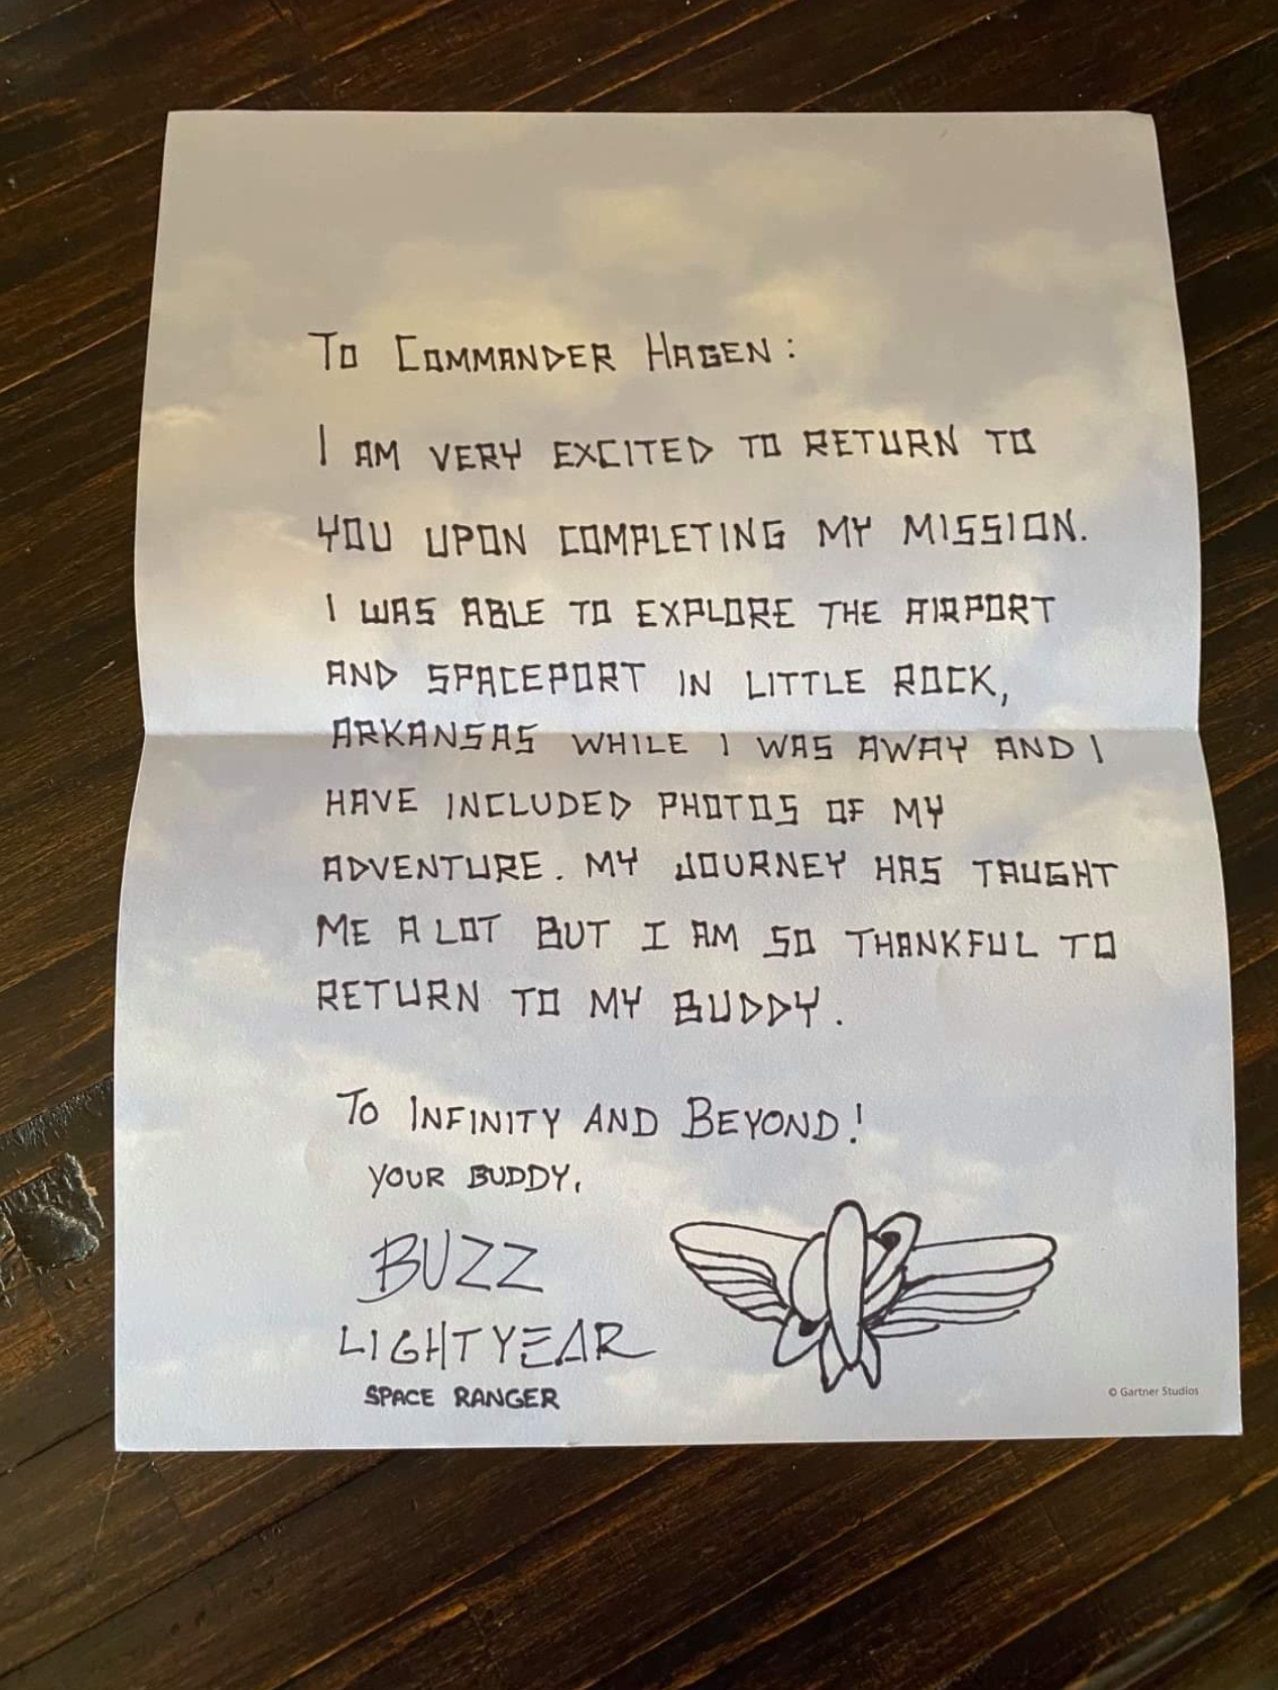 To Commander Hagen:
I AM VERY EXCITED TO RETURN TO
YOU UPON COMPLETING MY MISSION.
I WAS ABLE TO EXPLORE THE AIRPORT
AND SPACEPORT IN LITTLE ROCK,
ARKANSAS WHILE I WAS AWAY AND I
HAVE INCLUDED PHOTOS OF MY
ADVENTURE. MY JOURNEY HAS TAUGHT
ME A LOT BUT I AM SO THANKFUL TO
RETURN TO MY BUDDY.
TO INFINITY AND BEYOND!
YOUR BUDDY,
BUZZ
LIGHTYEAR
SPACE RANGER
© Gartner Studios